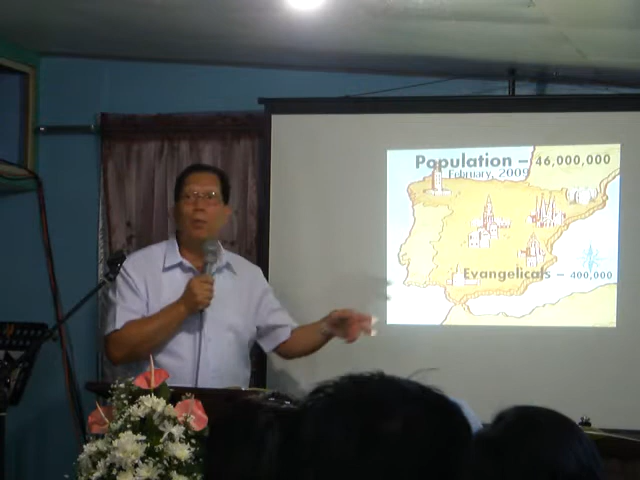 Population – 46,000,000
February, 2009
Evangelicals – 400,000